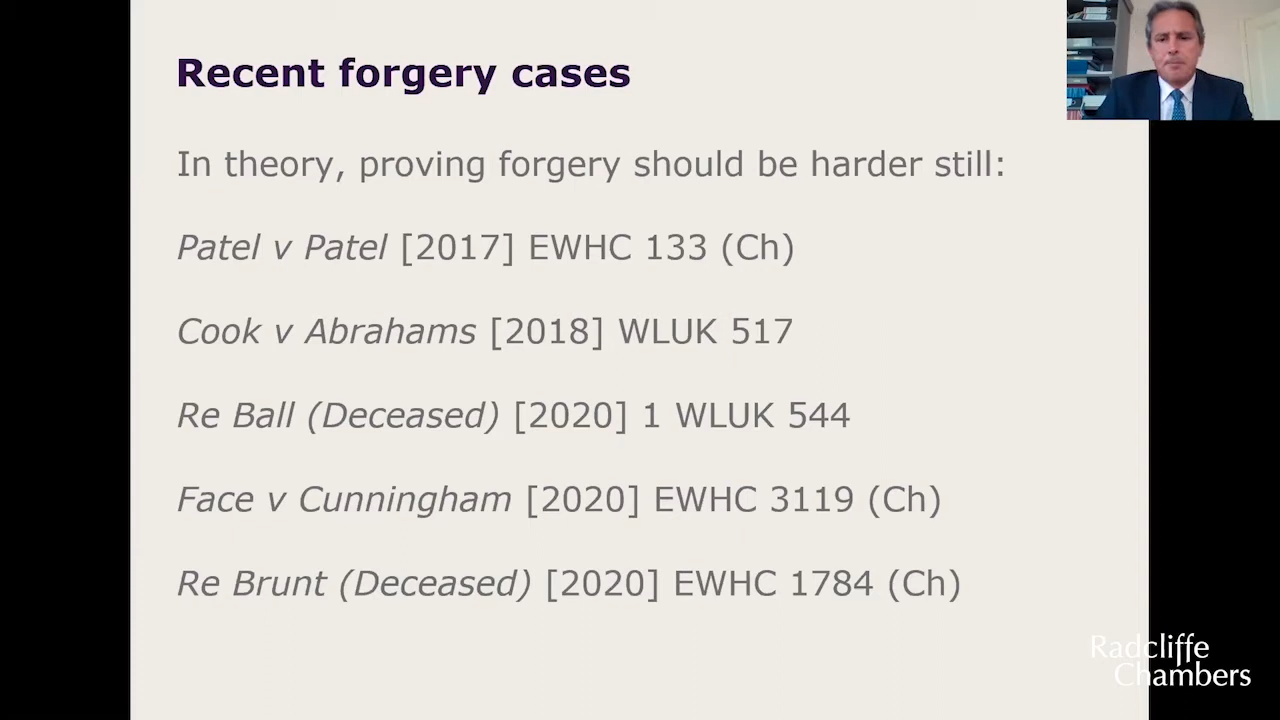 Recent forgery cases
In theory, proving forgery should be harder still:
Patel v Patel [2017] EWHC 133 (Ch)
Cook v Abrahams [2018] WLUK 517
Re Ball (Deceased) [2020] 1 WLUK 544
Face v Cunningham [2020] EWHC 3119 (Ch)
Re Brunt (Deceased) [2020] EWHC 1784 (Ch)
Radcliffe
Chambers